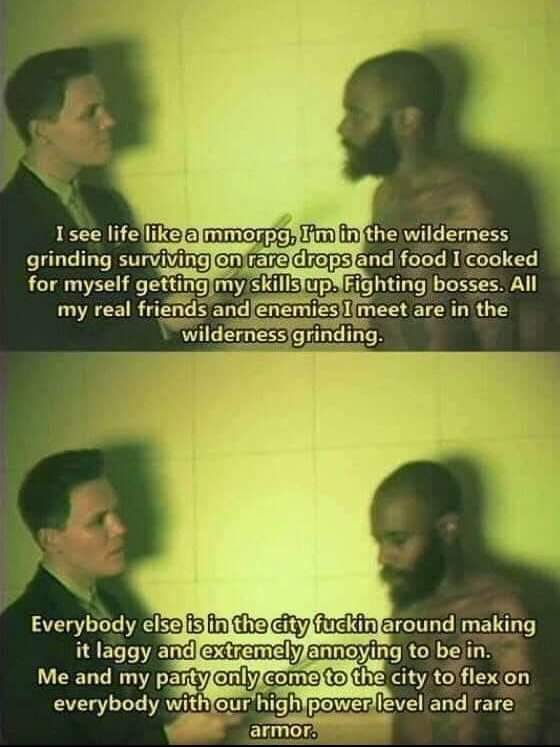 I see life like a mmorpg, I'm in the wilderness
grinding surviving on rare drops and food I cooked
for myself getting my skills up. Fighting bosses. All
my real friends and enemies I meet are in the
wilderness grinding.
Everybody else is in the city fuckin around making
it laggy and extremely annoying to be in.
Me and my party only come to the city to flex on
everybody with our high power level and rare
armor.